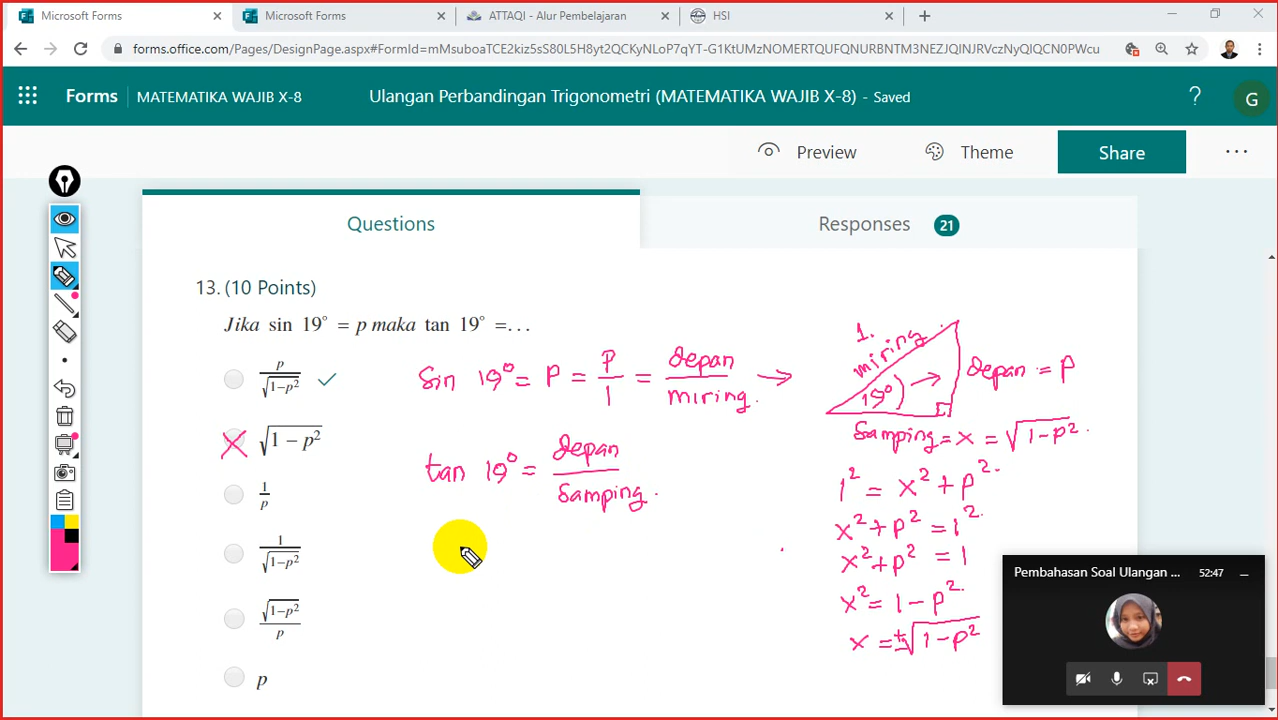 Microsoft Forms
Microsoft Forms
ATTAQI - Alur Pembelajaran
HSI
forms.office.com/Pages/DesignPage.aspx#FormId=mMsuboaTCE2kiz5sS80L5H8yt2QCKyNLoP7qYT-G1KtUMzNOMERTQUFQNURBNTM3NEZJQlNJRVczNyQlQCN0PWcu
Forms
MATEMATIKA WAJIB X-8
Ulangan Perbandingan Trigonometri (MATEMATIKA WAJIB X-8) - Saved
?
G
Preview
Theme
Share
Questions
Responses 21
13. (10 Points)
Jika sin 19° = p maka tan 19° =…
p/√(1−p²) ✓
√(1 − p²)
1/p
1/√(1−p²)
√(1−p²)/p
p
sin 19° = P = P/1 = depan/miring →
tan 19° = depan/samping
1.
miring
19°
depan = P
Samping = x = √(1-p²)
1² = x² + p²
x² + p² = 1²
x² + p² = 1
x² = 1 - p²
x = ±√(1-p²)
Pembahasan Soal Ulangan ... 52:47